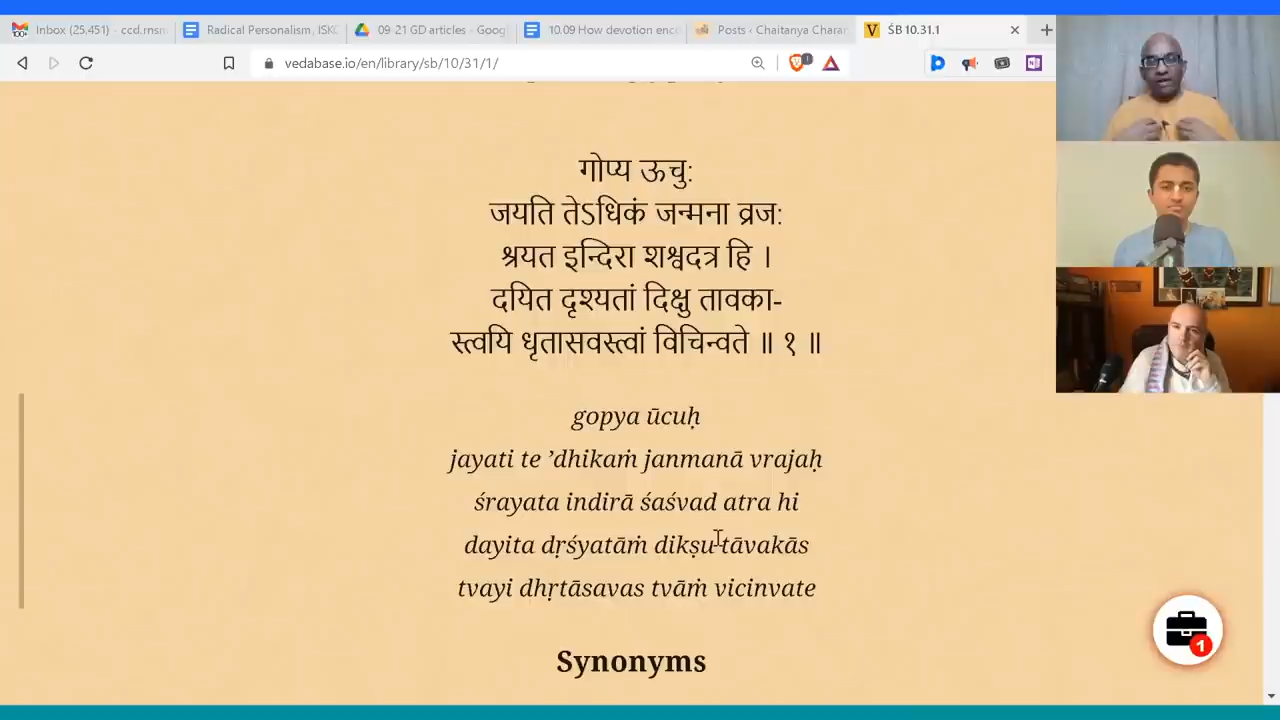 Inbox (25,451) - ccd.rnsn
Radical Personalism, ISKC
09-21 GD articles - Googl
10.09 How devotion enc
Posts ‹ Chaitanya Charan
ŚB 10.31.1
vedabase.io/en/library/sb/10/31/1/
गोप्य ऊचु:
जयति तेऽधिकं जन्मना व्रज:
श्रयत इन्दिरा शश्वदत्र हि ।
दयित द‍ृश्यतां दिक्षु तावका-
स्त्वयि धृतासवस्त्वां विचिन्वते ॥ १ ॥
gopya ūcuḥ
jayati te ’dhikaṁ janmanā vrajaḥ
śrayata indirā śaśvad atra hi
dayita dṛśyatāṁ dikṣu tāvakās
tvayi dhṛtāsavas tvāṁ vicinvate
Synonyms
1